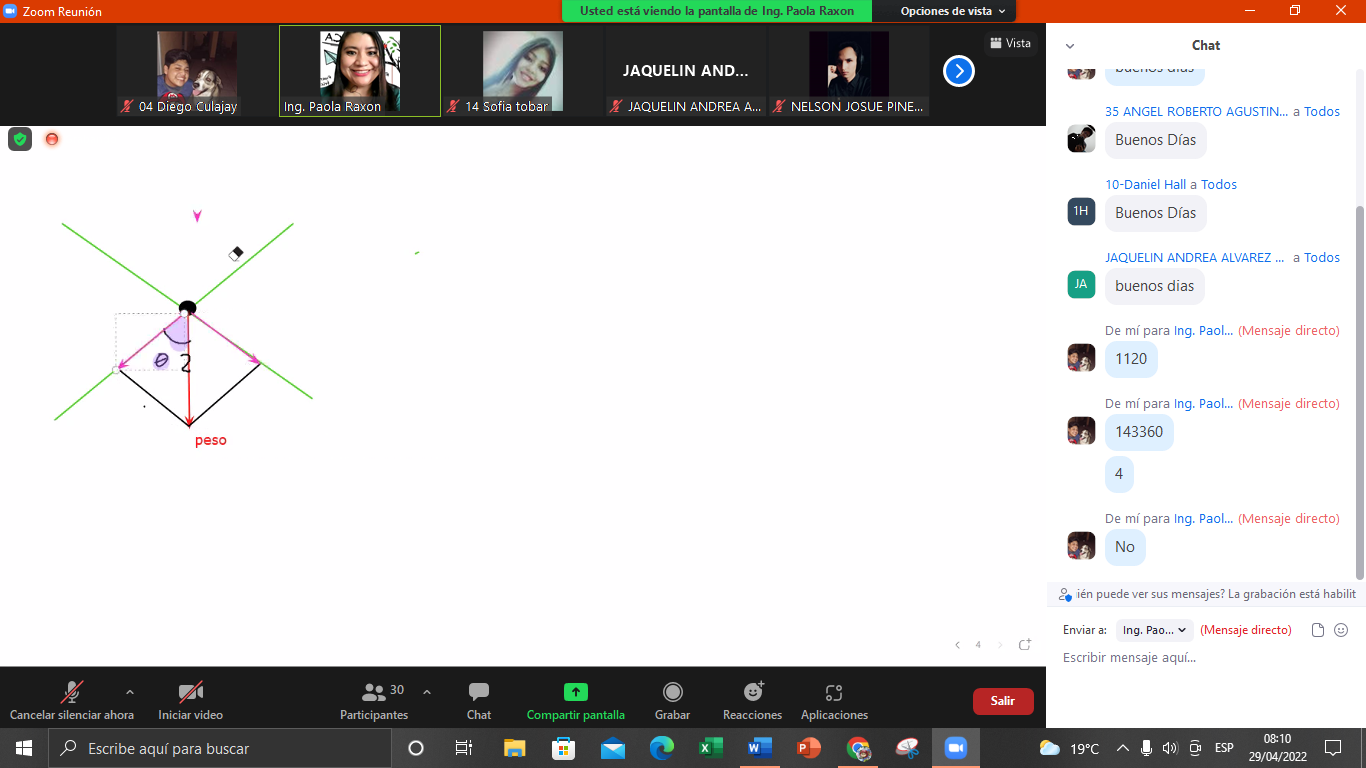 Zoom Reunión
Usted está viendo la pantalla de Ing. Paola Raxon
Opciones de vista
04 Diego Culajay
Ing. Paola Raxon
14 Sofia tobar
JAQUELIN AND...
JAQUELIN ANDREA A...
NELSON JOSUE PINE...
Vista
θ
2
peso
4
Chat
buenos dias
35 ANGEL ROBERTO AGUSTIN... a Todos
Buenos Días
10-Daniel Hall a Todos
1H
Buenos Días
JAQUELIN ANDREA ALVAREZ ... a Todos
JA
buenos dias
De mí para Ing. Paol... (Mensaje directo)
1120
De mí para Ing. Paol... (Mensaje directo)
143360
4
De mí para Ing. Paol... (Mensaje directo)
No
ién puede ver sus mensajes? La grabación está habilit
Enviar a: Ing. Pao... (Mensaje directo)
Escribir mensaje aquí...
Cancelar silenciar ahora
Iniciar video
30
Participantes
Chat
Compartir pantalla
Grabar
Reacciones
Aplicaciones
Salir
Escribe aquí para buscar
19°C
ESP
08:10
29/04/2022